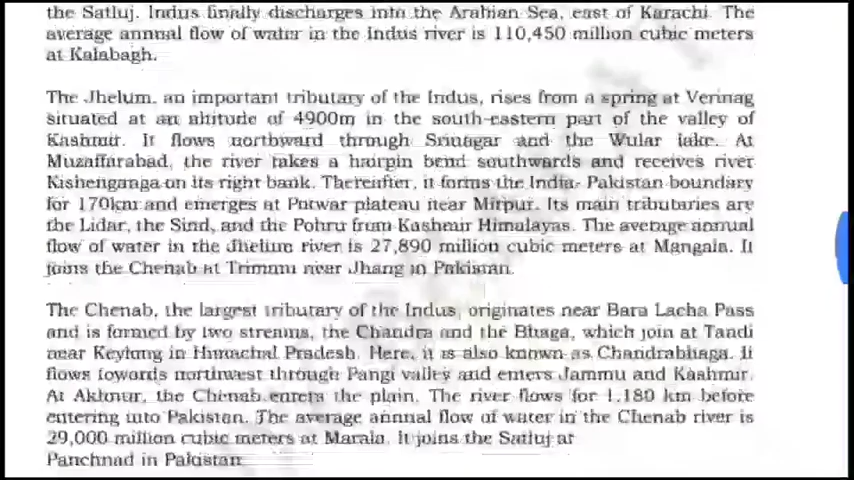 the Satluj. Indus finally discharges into the Arabian Sea, east of Karachi. The
average annual flow of water in the Indus river is 110,450 million cubic meters
at Kalabagh.
The Jhelum, an important tributary of the Indus, rises from a spring at Verinag
situated at an altitude of 4900m in the south-eastern part of the valley of
Kashmir. It flows northward through Srinagar and the Wular lake. At
Muzaffarabad, the river takes a hairpin bend southwards and receives river
Kishenganga on its right bank. Thereafter, it forms the India- Pakistan boundary
for 170km and emerges at Potwar plateau near Mirpur. Its main tributaries are
the Lidar, the Sind, and the Pohru from Kashmir Himalayas. The average annual
flow of water in the Jhelum river is 27,890 million cubic meters at Mangala. It
joins the Chenab at Trimmu near Jhang in Pakistan.
The Chenab, the largest tributary of the Indus, originates near Bara Lacha Pass
and is formed by two streams, the Chandra and the Bhaga, which join at Tandi
near Keylong in Himachal Pradesh. Here, it is also known as Chandrabhaga. It
flows towards northwest through Pangi valley and enters Jammu and Kashmir.
At Akhnur, the Chenab enters the plain. The river flows for 1,180 km before
entering into Pakistan. The average annual flow of water in the Chenab river is
29,000 million cubic meters at Marala. It joins the Satluj at
Panchnad in Pakistan